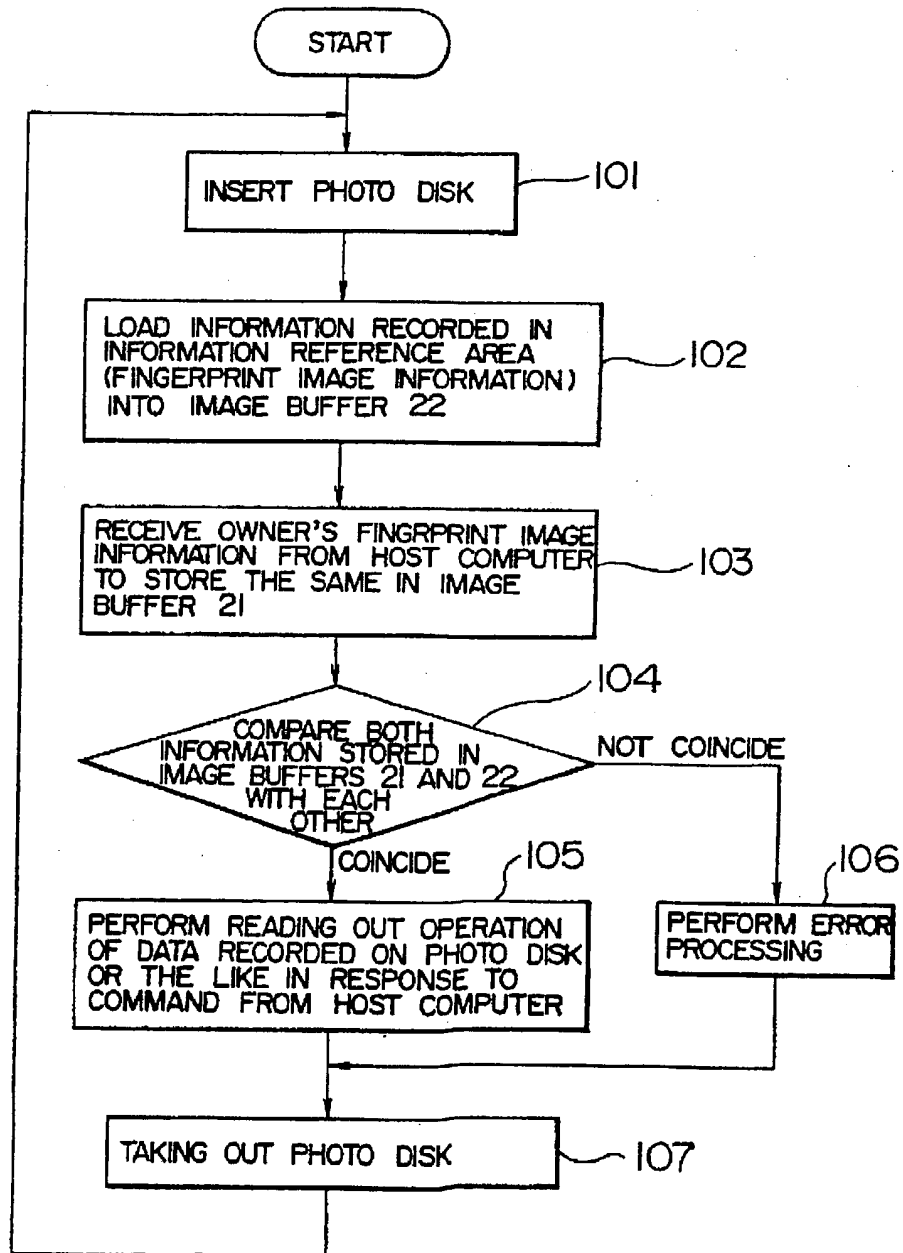 START
INSERT PHOTO DISK
101
LOAD INFORMATION RECORDED IN
INFORMATION REFERENCE AREA
(FINGERPRINT IMAGE INFORMATION)
INTO IMAGE BUFFER 22
102
RECEIVE OWNER'S FINGRPRINT IMAGE
INFORMATION FROM HOST COMPUTER
TO STORE THE SAME IN IMAGE
BUFFER 21
103
104
COMPARE BOTH
INFORMATION STORED IN
IMAGE BUFFERS 21 AND 22
WITH EACH
OTHER
NOT COINCIDE
COINCIDE
105
PERFORM READING OUT OPERATION
OF DATA RECORDED ON PHOTO DISK
OR THE LIKE IN RESPONSE TO
COMMAND FROM HOST COMPUTER
106
PERFORM ERROR
PROCESSING
TAKING OUT PHOTO DISK
107